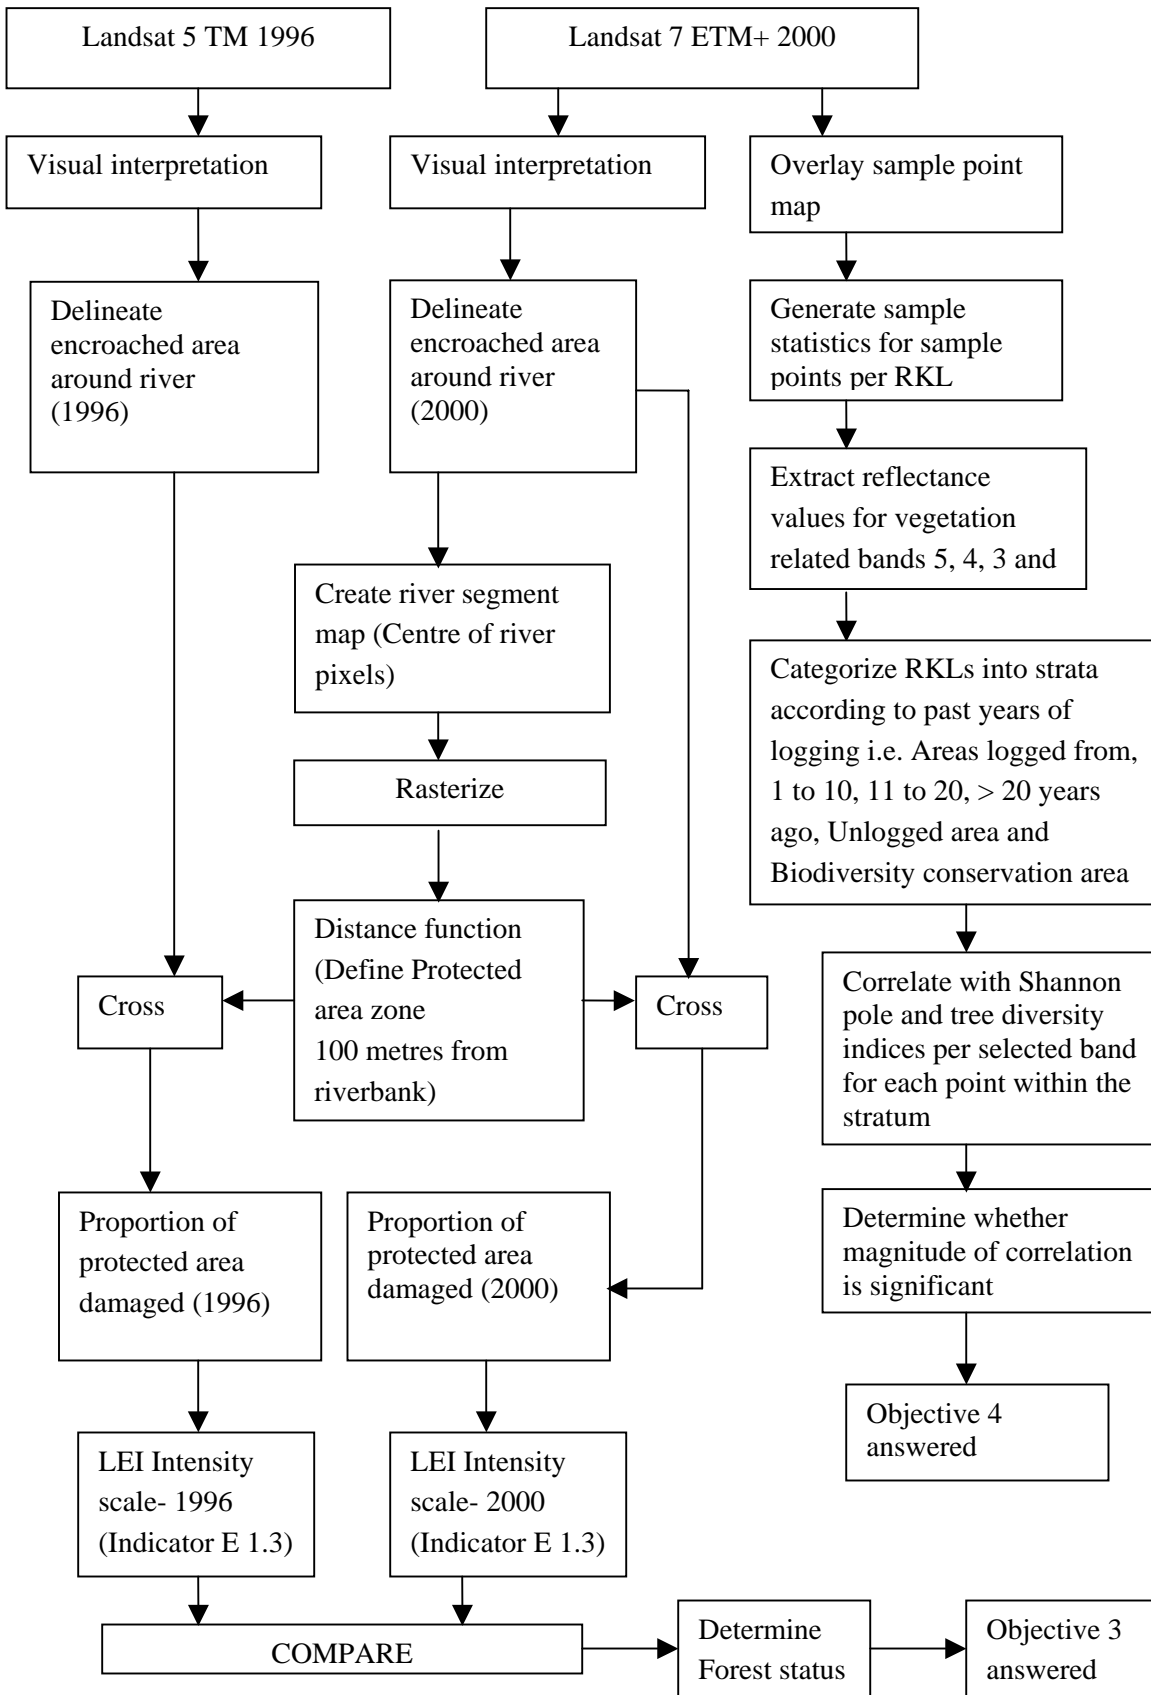 Landsat 5 TM 1996
Landsat 7 ETM+ 2000
Visual interpretation
Visual interpretation
Overlay sample point
map
Delineate
encroached area
around river
(1996)
Delineate
encroached area
around river
(2000)
Generate sample
statistics for sample
points per RKL
Extract reflectance
values for vegetation
related bands 5, 4, 3 and
Create river segment
map (Centre of river
pixels)
Rasterize
Categorize RKLs into strata
according to past years of
logging i.e. Areas logged from,
1 to 10, 11 to 20, > 20 years
ago, Unlogged area and
Biodiversity conservation area
Cross
Distance function
(Define Protected
area zone
100 metres from
riverbank)
Cross
Correlate with Shannon
pole and tree diversity
indices per selected band
for each point within the
stratum
Proportion of
protected area
damaged (1996)
Proportion of
protected area
damaged (2000)
Determine whether
magnitude of correlation
is significant
LEI Intensity
scale- 1996
(Indicator E 1.3)
LEI Intensity
scale- 2000
(Indicator E 1.3)
Objective 4
answered
COMPARE
Determine
Forest status
Objective 3
answered